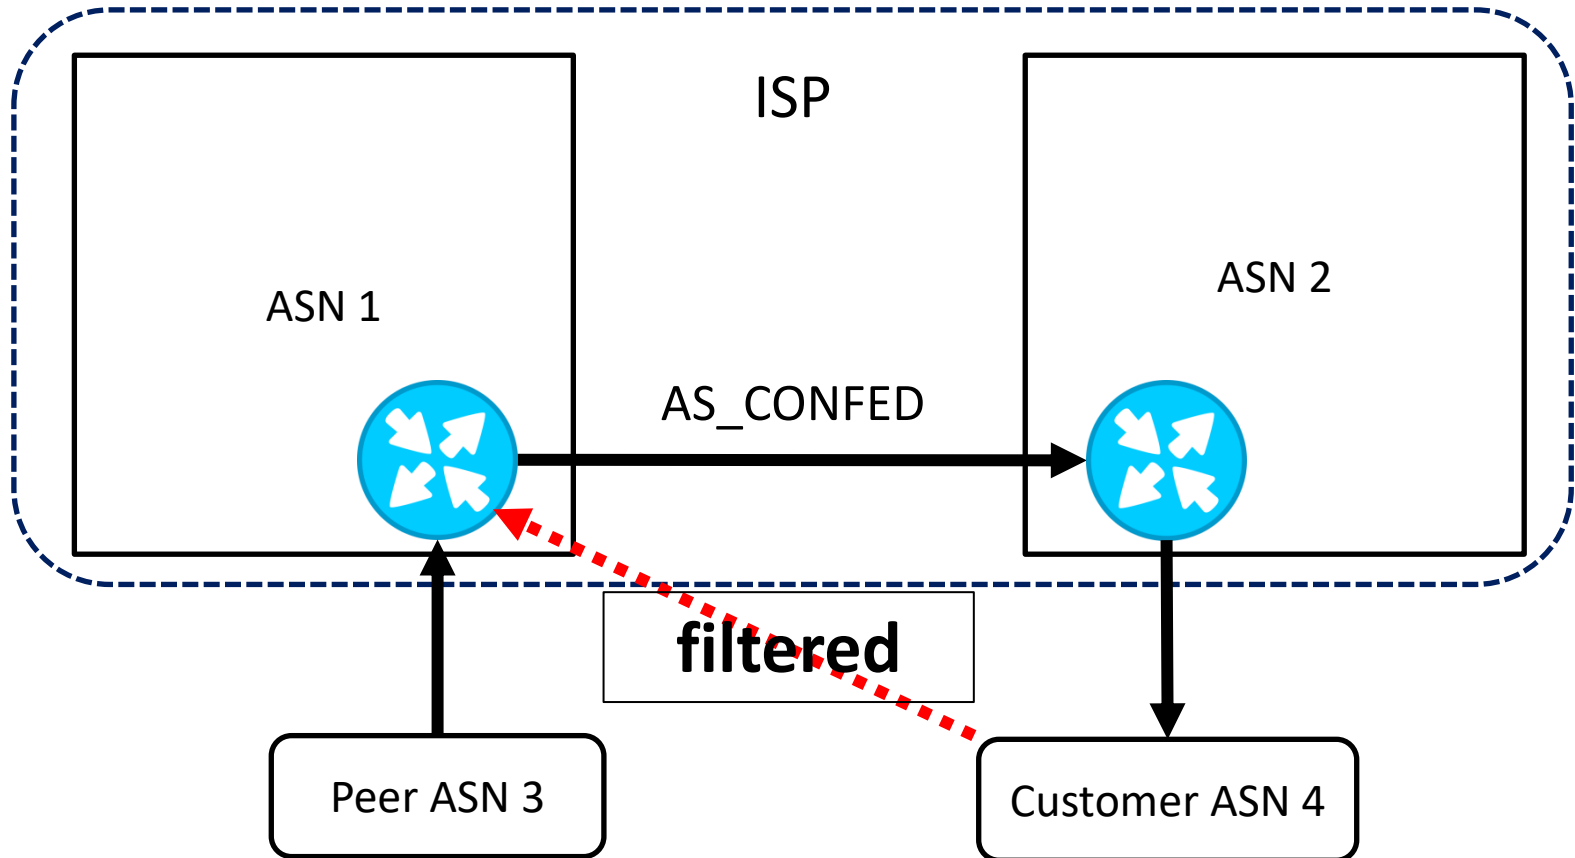 ISP
ASN 1
ASN 2
AS_CONFED
filtered
Peer ASN 3
Customer ASN 4